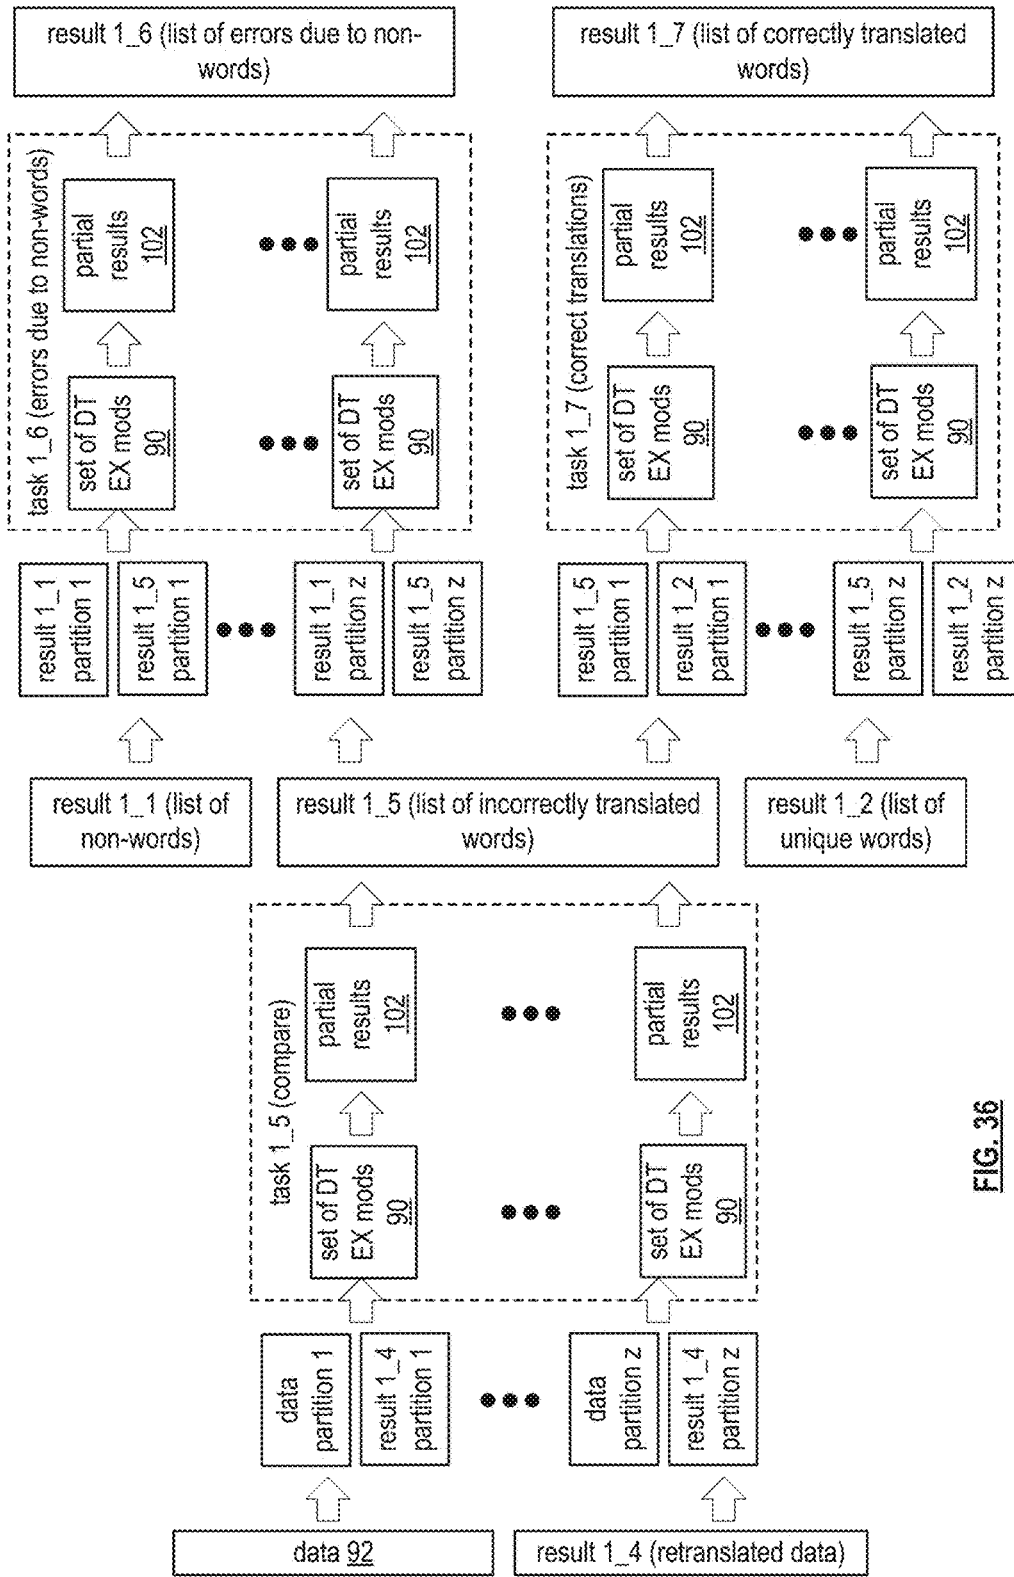 result 1_6 (list of errors due to non-
words)
result 1_7 (list of correctly translated
words)
task 1_6 (errors due to non-words)
partial
results
102
partial
results
102
set of DT
EX mods
90
set of DT
EX mods
90
task 1_7 (correct translations)
partial
results
102
partial
results
102
set of DT
EX mods
90
set of DT
EX mods
90
result 1_1
partition 1
result 1_5
partition 1
result 1_1
partition z
result 1_5
partition z
result 1_5
partition 1
result 1_2
partition 1
result 1_5
partition z
result 1_2
partition z
result 1_1 (list of
non-words)
result 1_5 (list of incorrectly translated
words)
result 1_2 (list of
unique words)
task 1_5 (compare)
partial
results
102
partial
results
102
set of DT
EX mods
90
set of DT
EX mods
90
data
partition 1
result 1_4
partition 1
data
partition z
result 1_4
partition z
data 92
result 1_4 (retranslated data)
FIG. 36